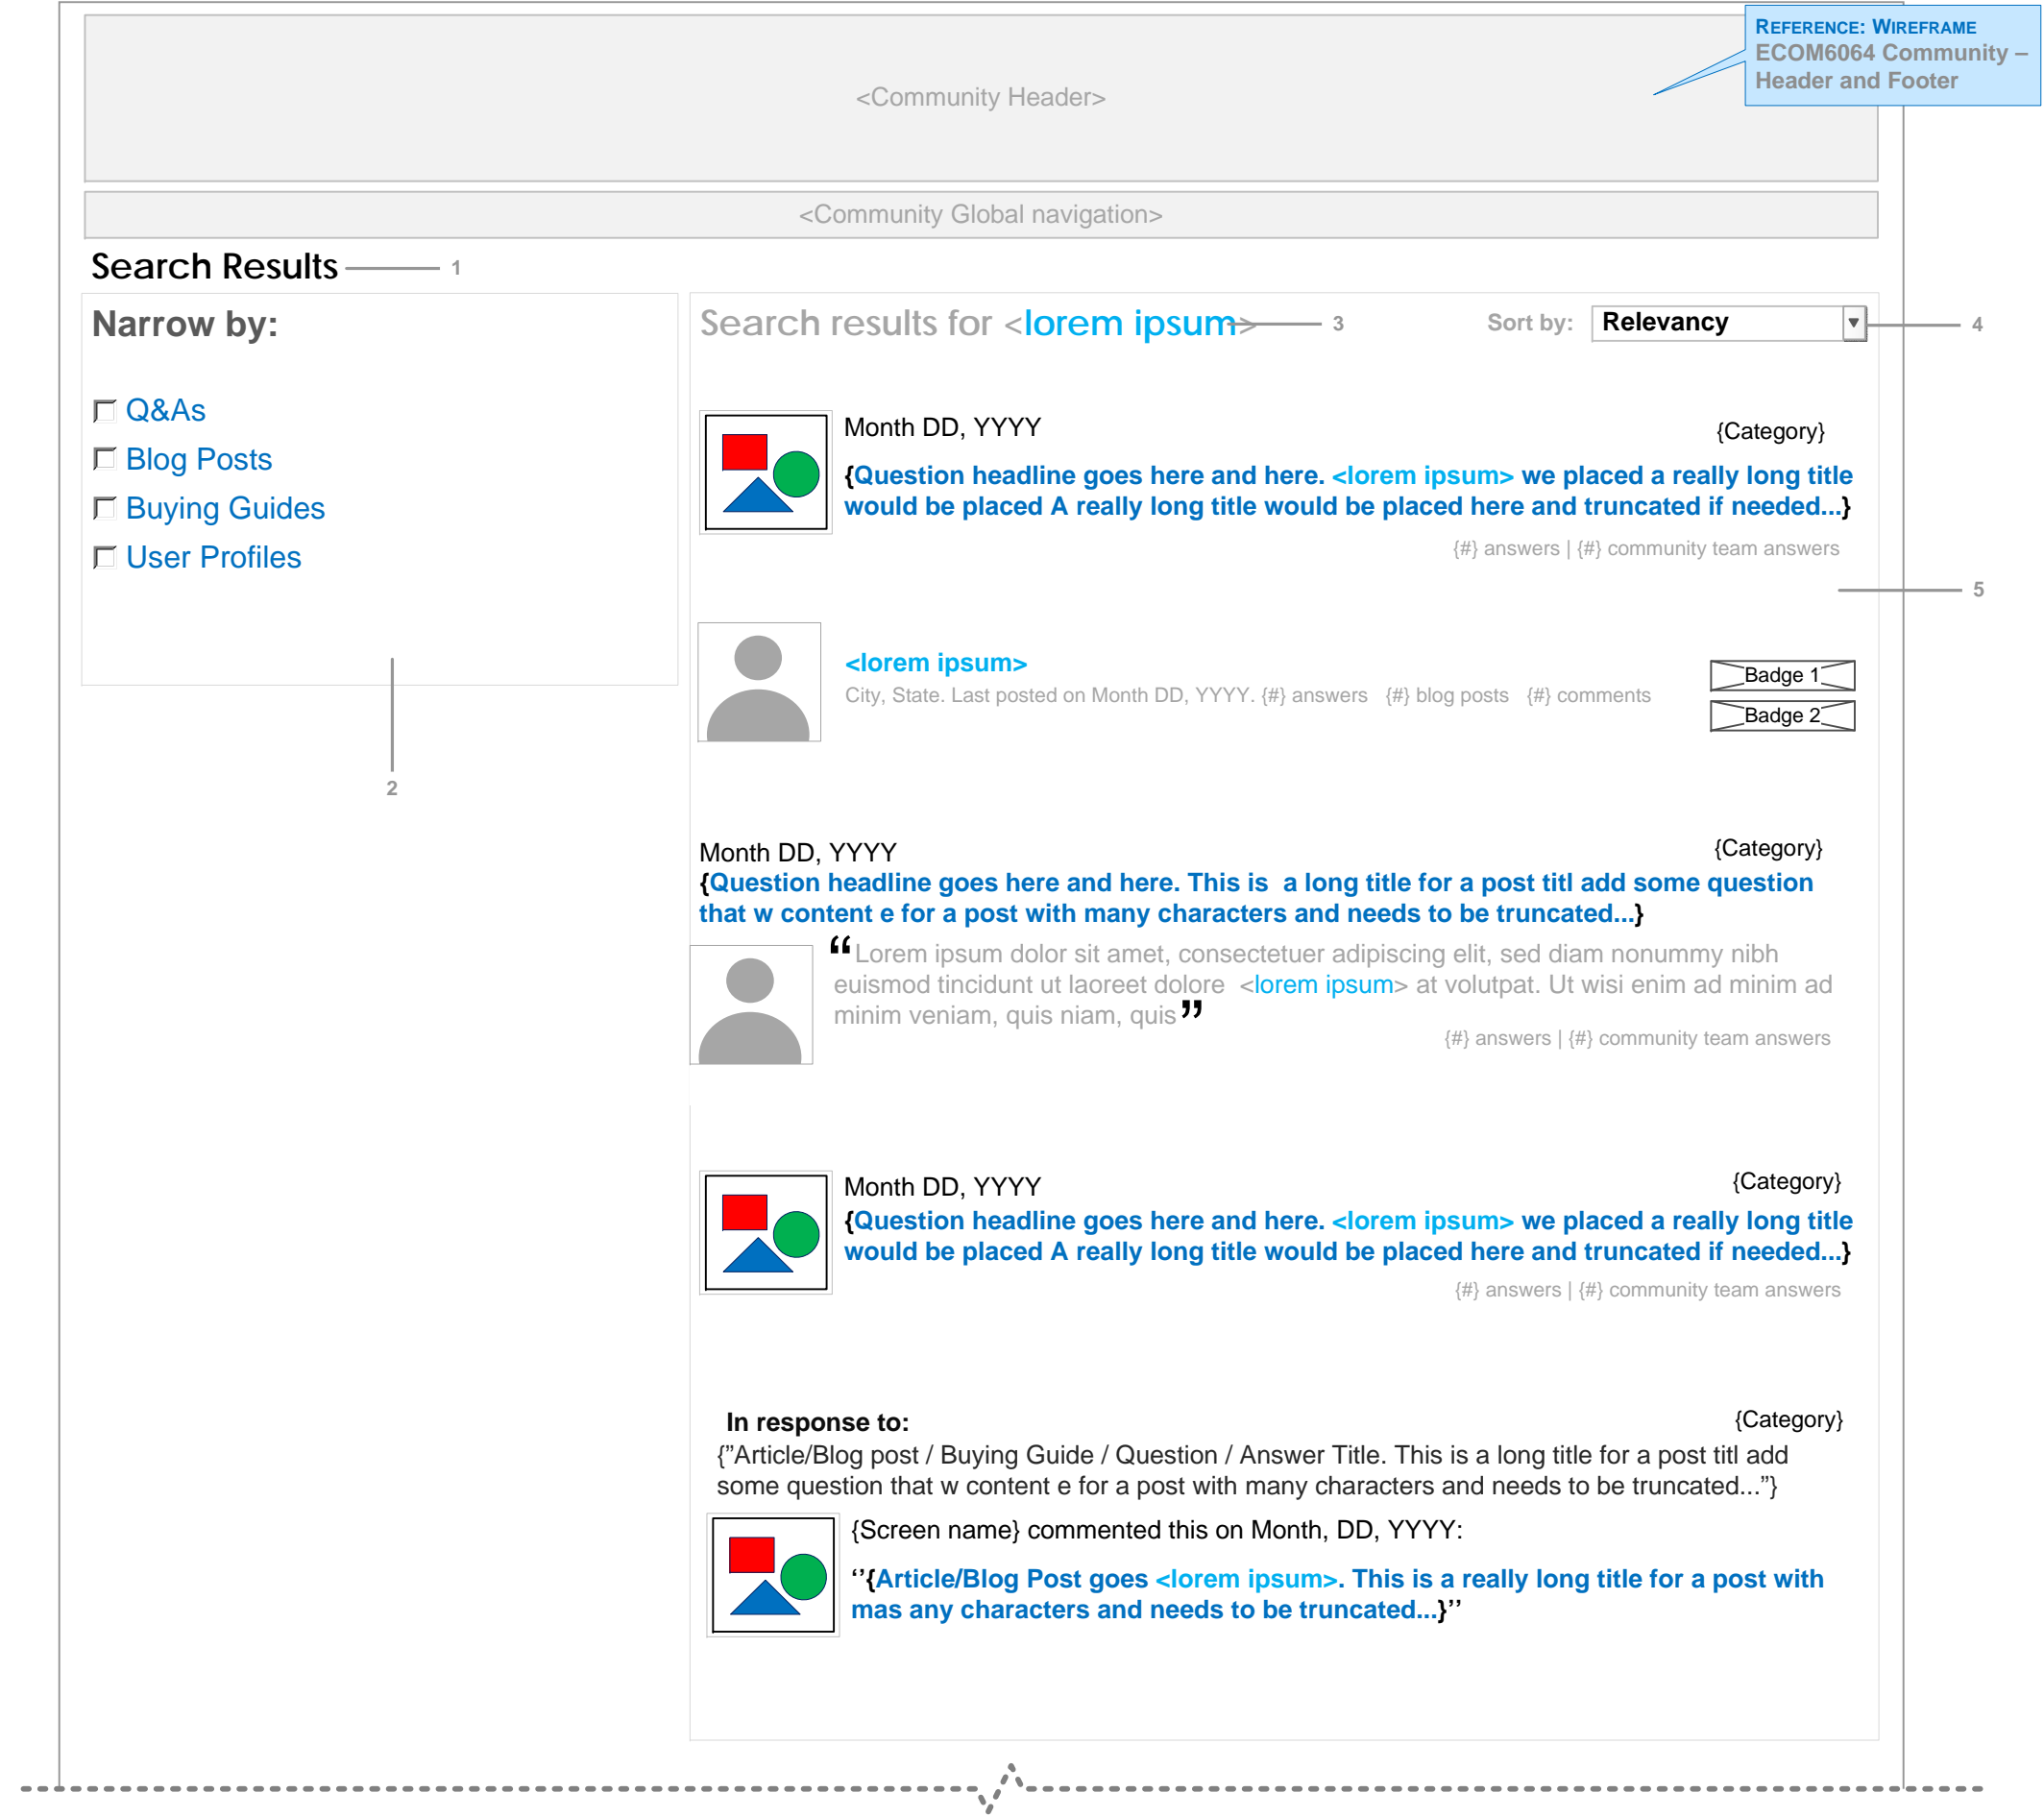 REFERENCE: WIREFRAME
ECOM6064 Community –
Header and Footer
<Community Header>
<Community Global navigation>
Search Results
1
Narrow by:
Q&As
Blog Posts
Buying Guides
User Profiles
2
Search results for <lorem ipsum>
3
Sort by:
Relevancy
4
Month DD, YYYY
{Category}
{Question headline goes here and here. <lorem ipsum> we placed a really long title
would be placed A really long title would be placed here and truncated if needed...}
{#} answers | {#} community team answers
5
<lorem ipsum>
City, State. Last posted on Month DD, YYYY. {#} answers {#} blog posts {#} comments
Badge 1
Badge 2
Month DD, YYYY
{Category}
{Question headline goes here and here. This is a long title for a post titl add some question
that w content e for a post with many characters and needs to be truncated...}
“Lorem ipsum dolor sit amet, consectetuer adipiscing elit, sed diam nonummy nibh
euismod tincidunt ut laoreet dolore <lorem ipsum> at volutpat. Ut wisi enim ad minim ad
minim veniam, quis niam, quis”
{#} answers | {#} community team answers
Month DD, YYYY
{Category}
{Question headline goes here and here. <lorem ipsum> we placed a really long title
would be placed A really long title would be placed here and truncated if needed...}
{#} answers | {#} community team answers
In response to:
{Category}
{”Article/Blog post / Buying Guide / Question / Answer Title. This is a long title for a post titl add
some question that w content e for a post with many characters and needs to be truncated...”}
{Screen name} commented this on Month, DD, YYYY:
‘’{Article/Blog Post goes <lorem ipsum>. This is a really long title for a post with
mas any characters and needs to be truncated...}’’